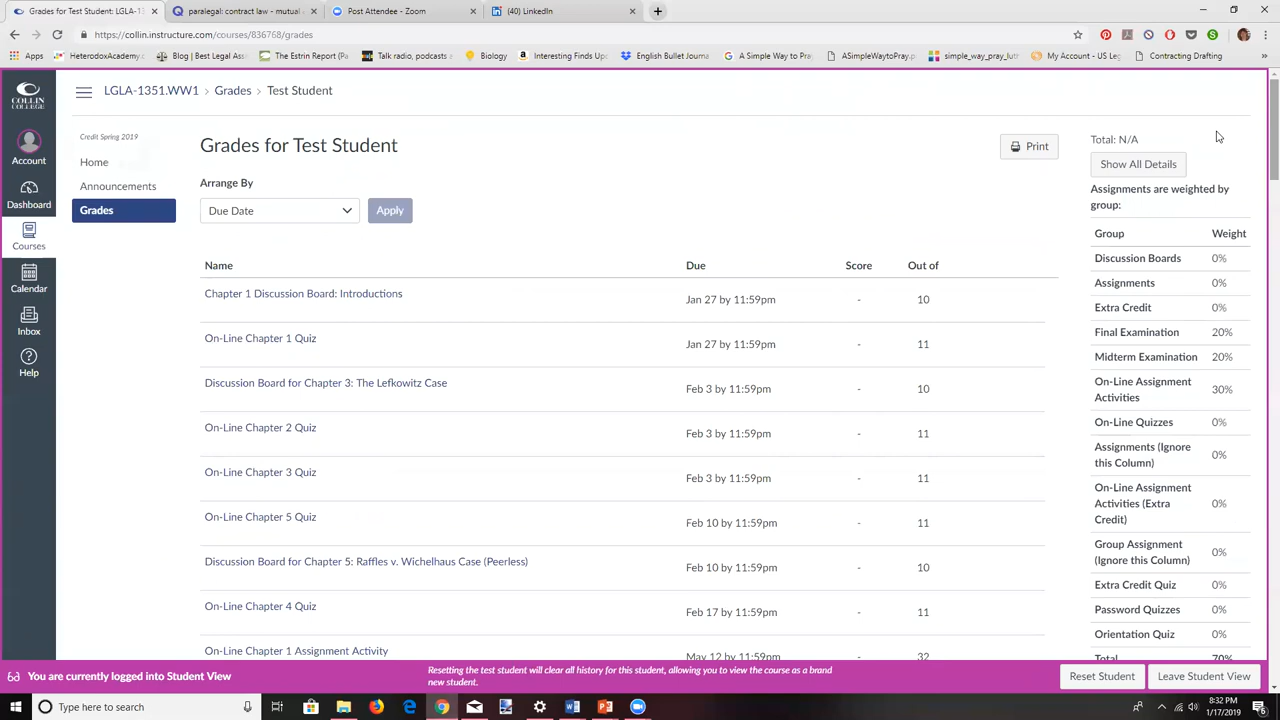 Grades for Test Student: LGLA-1
paralegal: contract law - mutual
Test Attendee - Zoom
(40) LinkedIn
https://collin.instructure.com/courses/836768/grades
Apps
HeterodoxAcademy
Blog | Best Legal Ass
The Estrin Report (Pa
Talk radio, podcasts
Biology
Interesting Finds Up
English Bullet Journa
A Simple Way to Pray
ASimpleWaytoPray.
simple_way_pray_luth
My Account - US Leg
Contracting Drafting
COLLIN COLLEGE
LGLA-1351.WW1 > Grades > Test Student
Credit Spring 2019
Home
Announcements
Grades
Account
Dashboard
Courses
Calendar
Inbox
Help
Grades for Test Student
Print
Arrange By
Due Date
Apply
Name Due Score Out of
Chapter 1 Discussion Board: Introductions Jan 27 by 11:59pm - 10
On-Line Chapter 1 Quiz Jan 27 by 11:59pm - 11
Discussion Board for Chapter 3: The Lefkowitz Case Feb 3 by 11:59pm - 10
On-Line Chapter 2 Quiz Feb 3 by 11:59pm - 11
On-Line Chapter 3 Quiz Feb 3 by 11:59pm - 11
On-Line Chapter 5 Quiz Feb 10 by 11:59pm - 11
Discussion Board for Chapter 5: Raffles v. Wichelhaus Case (Peerless) Feb 10 by 11:59pm - 10
On-Line Chapter 4 Quiz Feb 17 by 11:59pm - 11
On-Line Chapter 1 Assignment Activity May 12 by 11:59pm - 32
Total: N/A
Show All Details
Assignments are weighted by
group:
Group Weight
Discussion Boards 0%
Assignments 0%
Extra Credit 0%
Final Examination 20%
Midterm Examination 20%
On-Line Assignment
Activities 30%
On-Line Quizzes 0%
Assignments (Ignore
this Column) 0%
On-Line Assignment
Activities (Extra
Credit) 0%
Group Assignment
(Ignore this Column) 0%
Extra Credit Quiz 0%
Password Quizzes 0%
Orientation Quiz 0%
Total 70%
You are currently logged into Student View
Resetting the test student will clear all history for this student, allowing you to view the course as a brand
new student.
Reset Student
Leave Student View
Type here to search
8:32 PM
1/17/2019